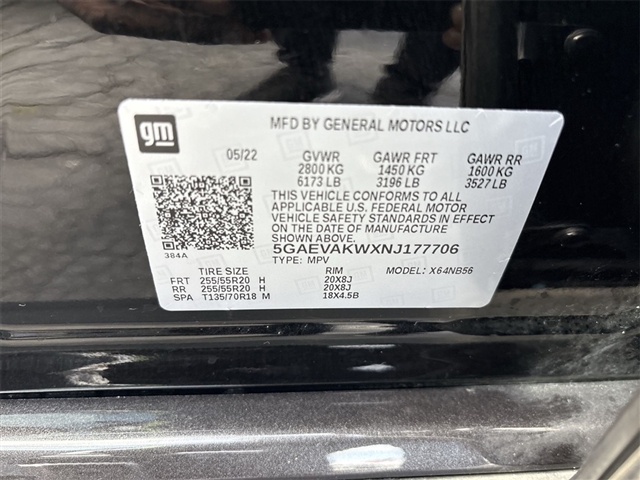 gm
MFD BY GENERAL MOTORS LLC
05/22 GVWR GAWR FRT GAWR RR
2800 KG 1450 KG 1600 KG
6173 LB 3196 LB 3527 LB
THIS VEHICLE CONFORMS TO ALL
APPLICABLE U.S. FEDERAL MOTOR
VEHICLE SAFETY STANDARDS IN EFFECT
ON THE DATE OF MANUFACTURE
SHOWN ABOVE.
5GAEVAKWXNJ177706
384A
TYPE: MPV MODEL: X64NB56
TIRE SIZE RIM
FRT 255/55R20 H 20X8J
RR 255/55R20 H 20X8J
SPA T135/70R18 M 18X4.5B